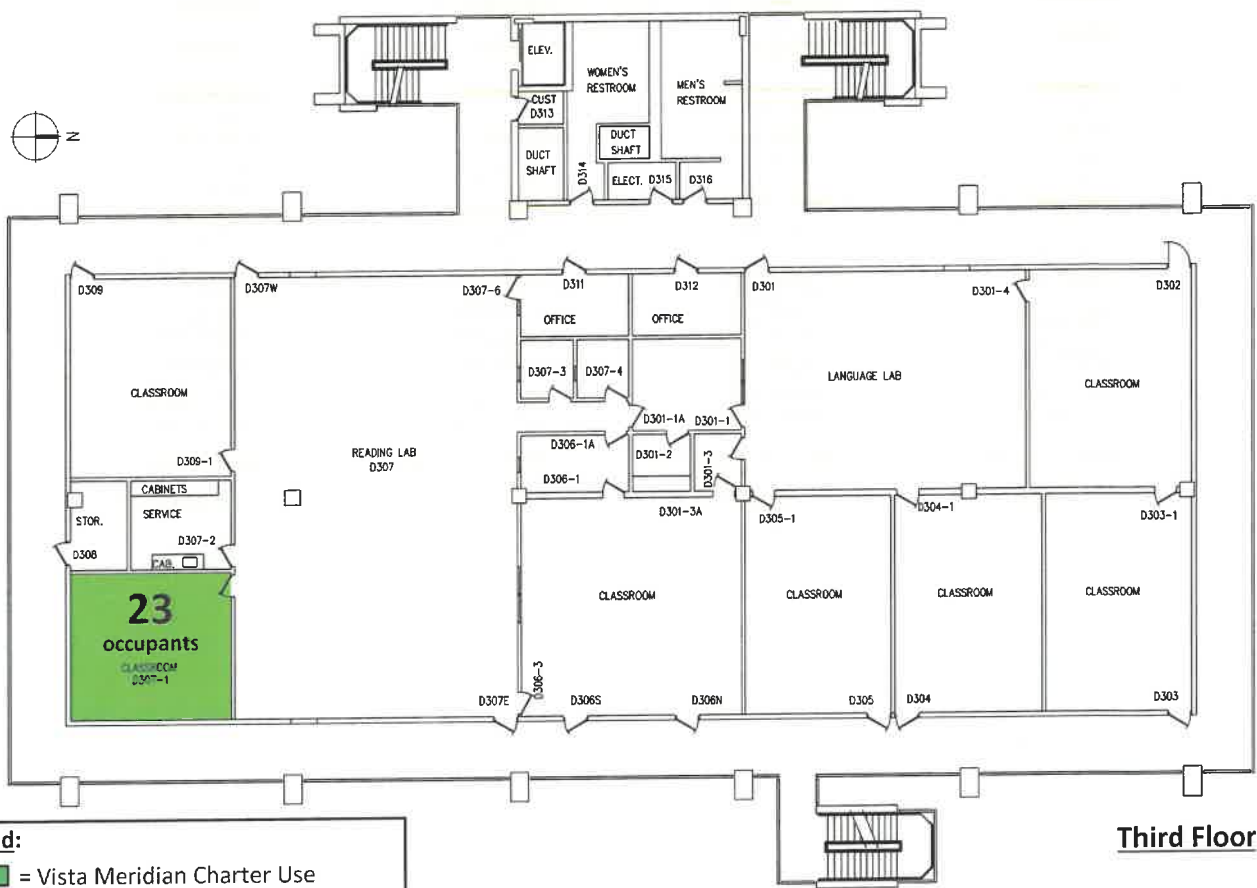 ELEV.
WOMEN'S
RESTROOM
MEN'S
RESTROOM
CUST
D313
DUCT
SHAFT
DUCT
SHAFT
D314
ELECT.
D315
D316
N
D309
D307W
D307-6
D311
D312
D301
D301-4
D302
OFFICE
OFFICE
D307-3
D307-4
LANGUAGE LAB
CLASSROOM
CLASSROOM
D301-1A
D301-1
READING LAB
D307
D306-1A
D301-2
D301-3
D309-1
D306-1
CABINETS
SERVICE
D301-3A
D305-1
D304-1
D303-1
STOR.
D307-2
D308
CAB.
23
occupants
CLASSROOM
D307-1
CLASSROOM
CLASSROOM
CLASSROOM
CLASSROOM
D306-3
D307E
D306S
D306N
D305
D304
D303
d:
= Vista Meridian Charter Use
Third Floor